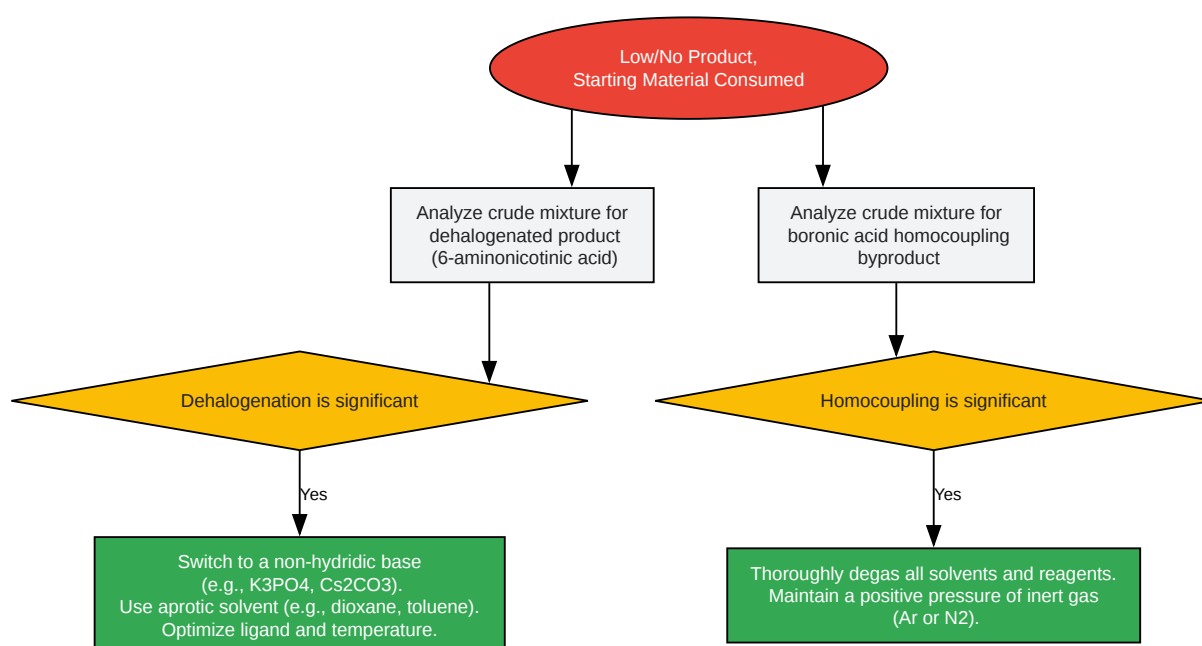 Low/No Product,
Starting Material Consumed
Analyze crude mixture for
dehalogenated product
(6-aminonicotinic acid)
Analyze crude mixture for
boronic acid homocoupling
byproduct
Dehalogenation is significant
Homocoupling is significant
Yes
Yes
Switch to a non-hydridic base
(e.g., K3PO4, Cs2CO3).
Use aprotic solvent (e.g., dioxane, toluene).
Optimize ligand and temperature.
Thoroughly degas all solvents and reagents.
Maintain a positive pressure of inert gas
(Ar or N2).